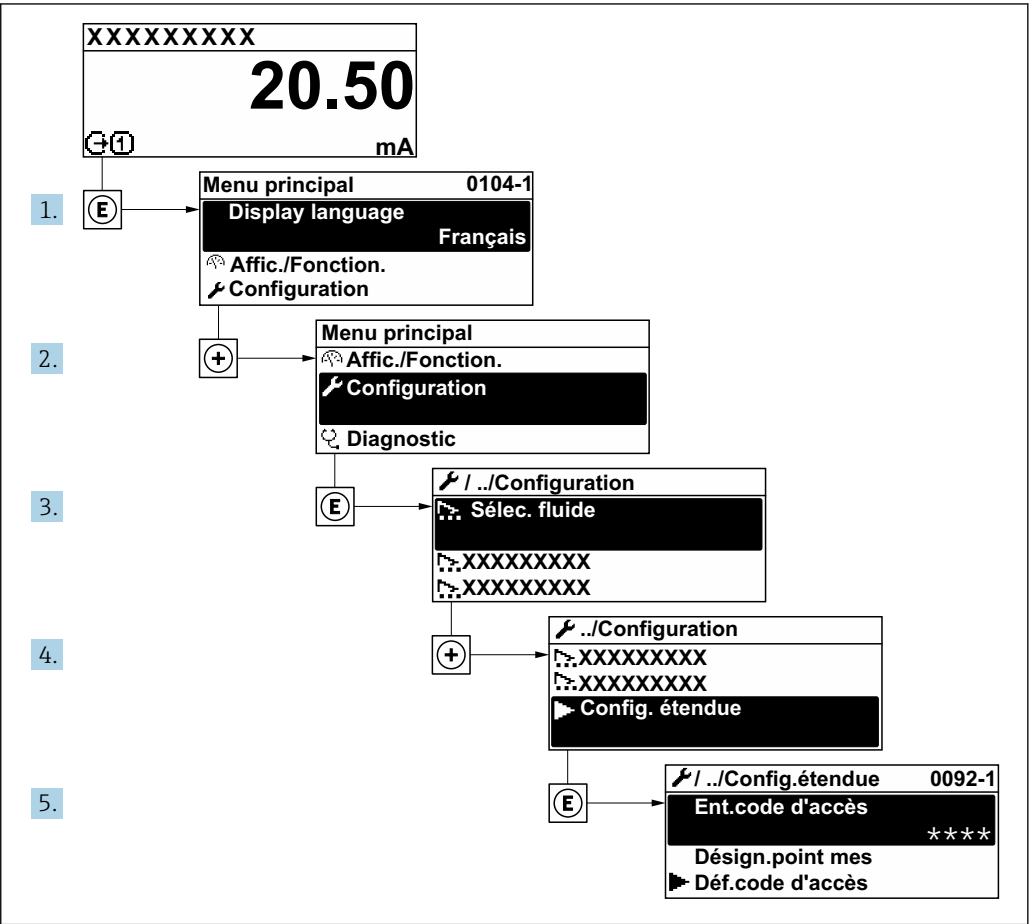 XXXXXXXXX
20.50
1 mA
1. E Menu principal 0104-1
Display language
Français
Affic./Fonction.
Configuration
2. + Menu principal
Affic./Fonction.
Configuration
Diagnostic
3. E / ../Configuration
Sélec. fluide
XXXXXXXXX
XXXXXXXXX
4. + ../Configuration
XXXXXXXXX
XXXXXXXXX
Config. étendue
5. E / ../Config.étendue 0092-1
Ent.code d'accès
****
Désign.point mes
Déf.code d'accès